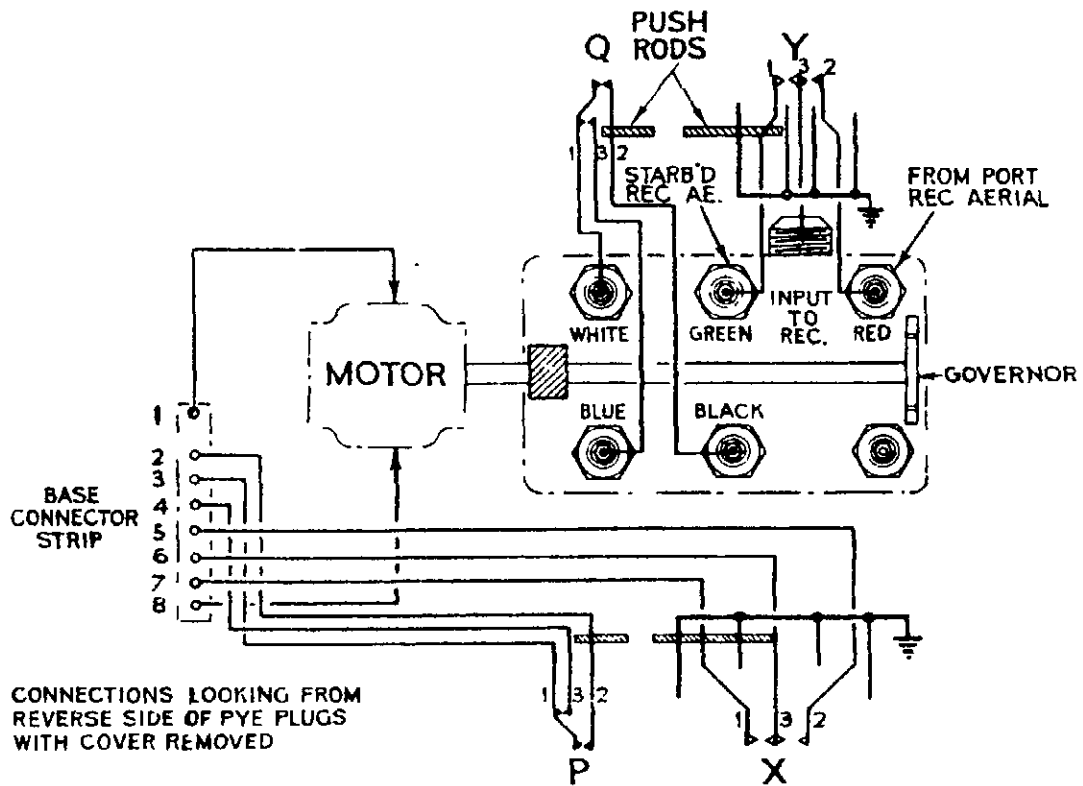 PUSH
RODS
Q
Y
1 3 2
1 3 2
STARB'D
REC AE.
FROM PORT
REC AERIAL
WHITE
GREEN
INPUT
TO
REC.
RED
MOTOR
GOVERNOR
BLUE
BLACK
1
2
3
4
5
6
7
8
BASE
CONNECTOR
STRIP
1 3 2
1 3 2
P
X
CONNECTIONS LOOKING FROM
REVERSE SIDE OF PYE PLUGS
WITH COVER REMOVED